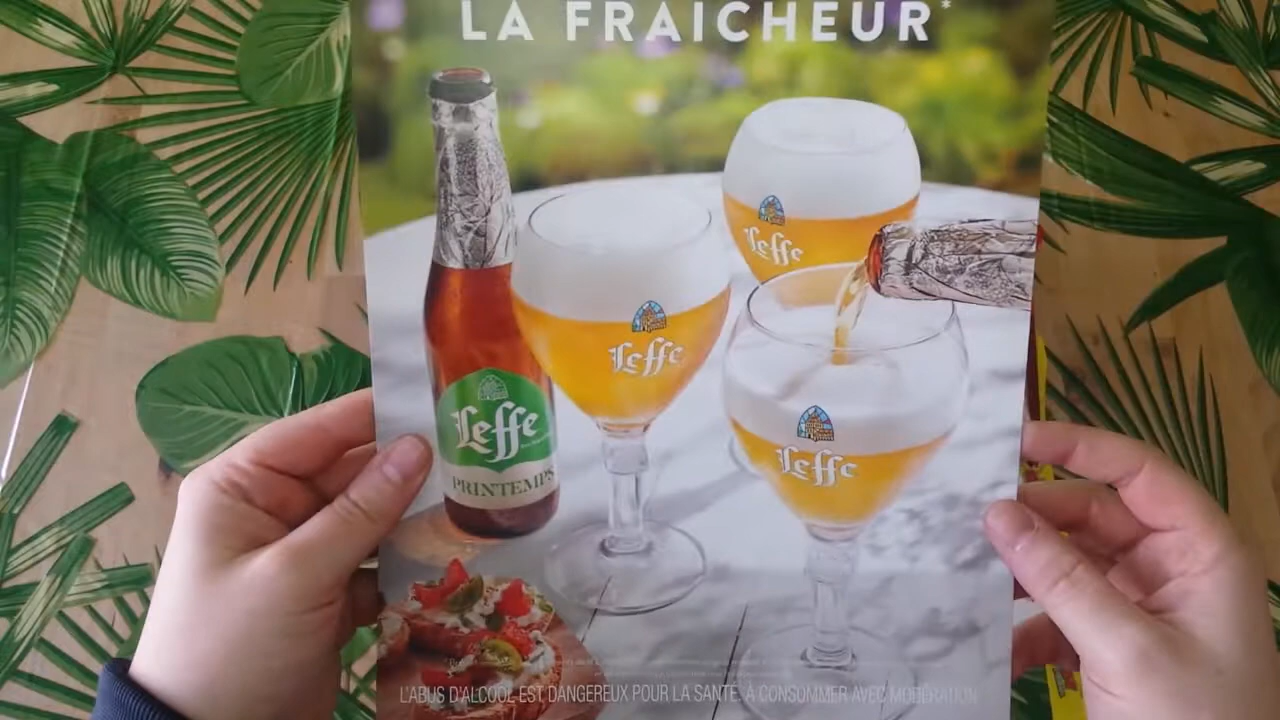 LA FRAICHEUR*
Leffe
Leffe
Leffe
Leffe
PRINTEMPS
L'ABUS D'ALCOOL EST DANGEREUX POUR LA SANTÉ. À CONSOMMER AVEC MODÉRATION